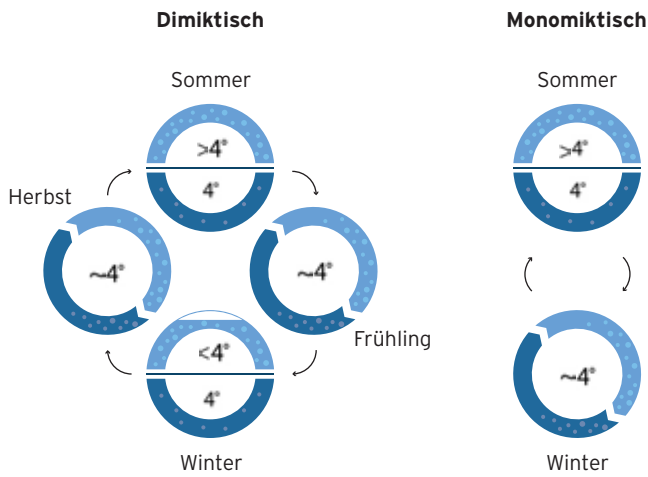 Dimiktisch
Sommer
>4°
4°
Herbst
~4°
~4°
Frühling
<4°
4°
Winter
Monomiktisch
Sommer
>4°
4°
~4°
Winter